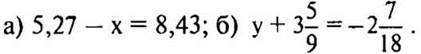 а) 5,27 – x = 8,43; б) y + 3 5/9 = –2 7/18 .